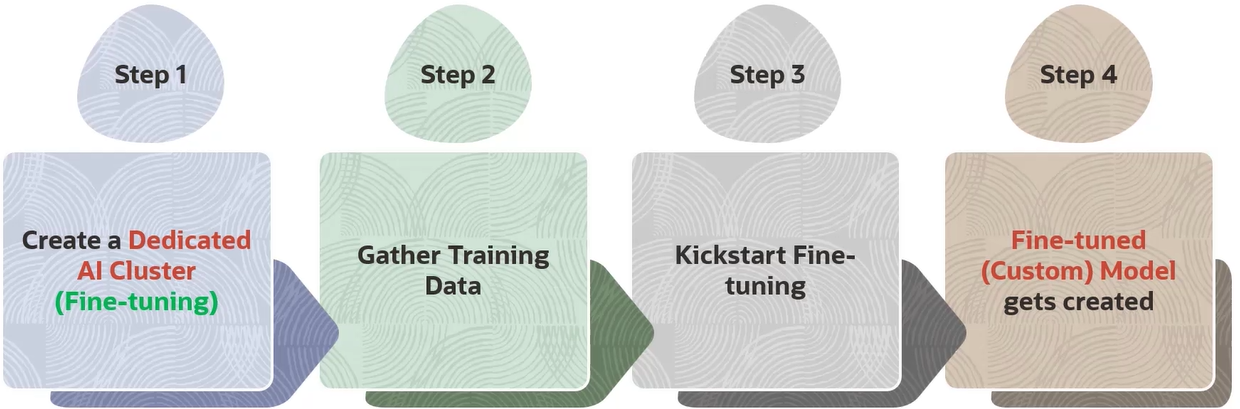 Step 1
Create a Dedicated
AI Cluster
(Fine-tuning)
Step 2
Gather Training
Data
Step 3
Kickstart Fine-
tuning
Step 4
Fine-tuned
(Custom) Model
gets created